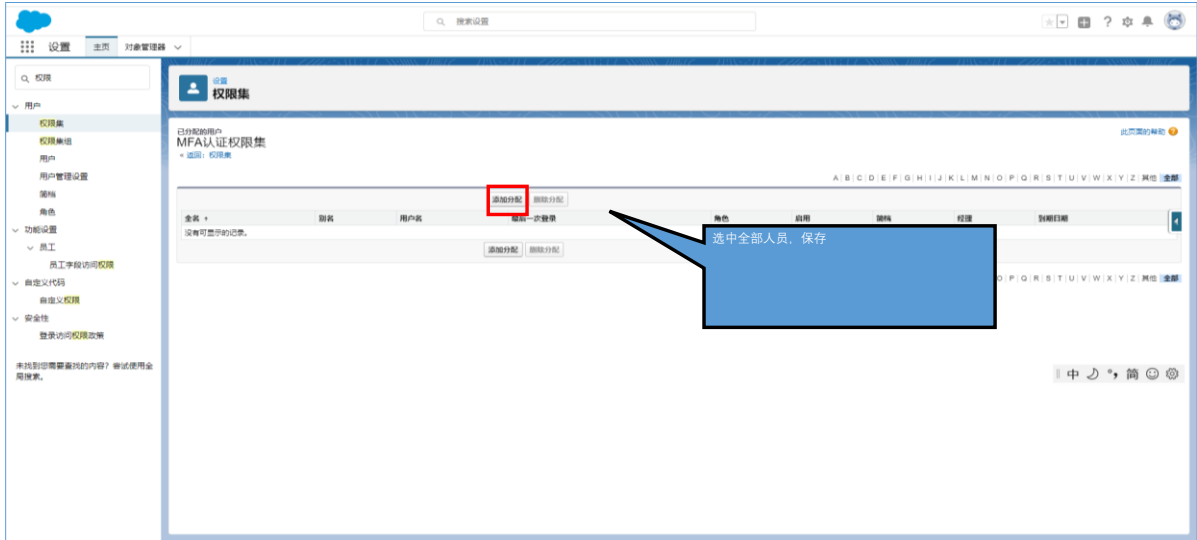 搜索设置
设置 主页 对象管理器
权限
用户
权限集
权限集组
用户
用户管理设置
简档
角色
功能设置
员工
员工字段访问权限
自定义代码
自定义权限
安全性
登录访问权限政策
未找到您需要查找的内容？尝试使用全
局搜索。
设置
权限集
已分配的用户
MFA认证权限集
« 返回：权限集
此页面的帮助
A | B | C | D | E | F | G | H | I | J | K | L | M | N | O | P | Q | R | S | T | U | V | W | X | Y | Z | 其他 全部
添加分配 删除分配
全名 ↑ 别名 用户名 最后一次登录 角色 启用 简档 经理 到期日期
没有可显示的记录。
添加分配 删除分配
选中全部人员，保存
O | P | Q | R | S | T | U | V | W | X | Y | Z | 其他 全部
中 简